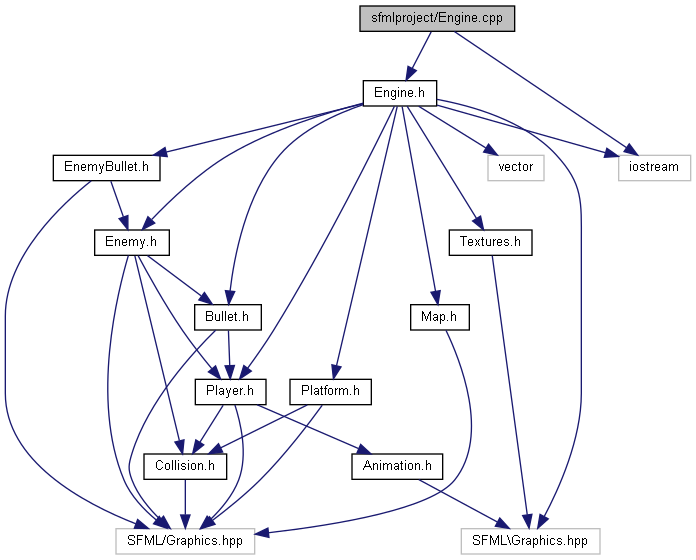 sfmlproject/Engine.cpp
Engine.h
EnemyBullet.h
vector
iostream
Enemy.h
Textures.h
Bullet.h
Map.h
Player.h
Platform.h
Collision.h
Animation.h
SFML/Graphics.hpp
SFML\Graphics.hpp